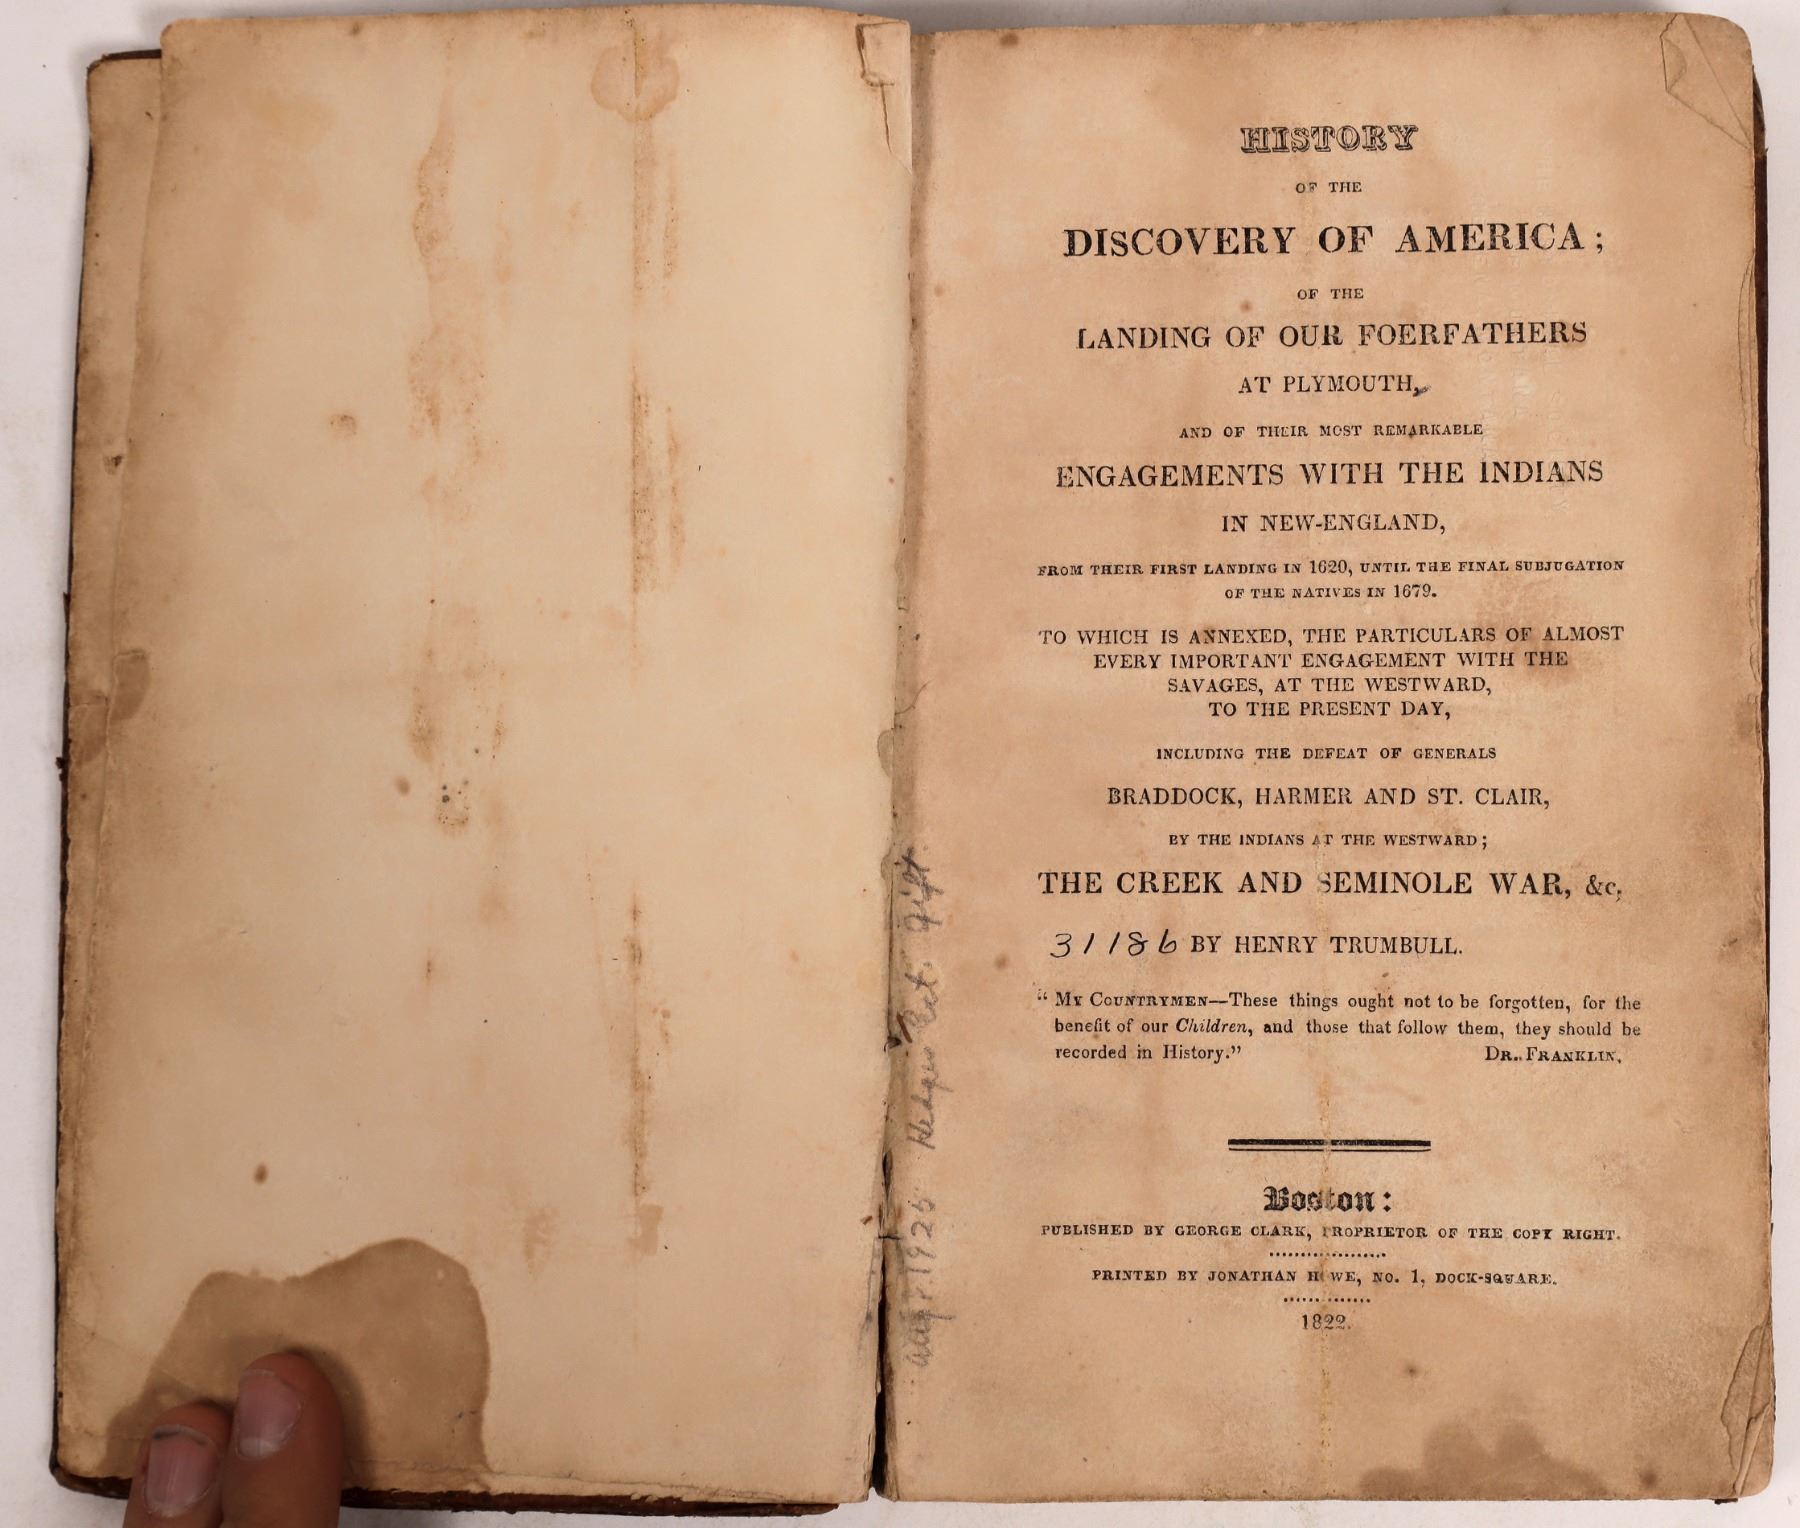 HISTORY
OF THE
DISCOVERY OF AMERICA;
OF THE
LANDING OF OUR FOERFATHERS
AT PLYMOUTH,
AND OF THEIR MOST REMARKABLE
ENGAGEMENTS WITH THE INDIANS
IN NEW-ENGLAND,
FROM THEIR FIRST LANDING IN 1620, UNTIL THE FINAL SUBJUGATION
OF THE NATIVES IN 1679.
TO WHICH IS ANNEXED, THE PARTICULARS OF ALMOST
EVERY IMPORTANT ENGAGEMENT WITH THE
SAVAGES, AT THE WESTWARD,
TO THE PRESENT DAY,
INCLUDING THE DEFEAT OF GENERALS
BRADDOCK, HARMER AND ST. CLAIR,
BY THE INDIANS AT THE WESTWARD;
THE CREEK AND SEMINOLE WAR, &c,
31186 BY HENRY TRUMBULL.
“ MY COUNTRYMEN—These things ought not to be forgotten, for the
benefit of our Children, and those that follow them, they should be
recorded in History.” DR. FRANKLIN,
Boston:
PUBLISHED BY GEORGE CLARK, PROPRIETOR OF THE COPY RIGHT.
PRINTED BY JONATHAN HOWE, NO. 1, DOCK-SQUARE.
1822.
Gift.